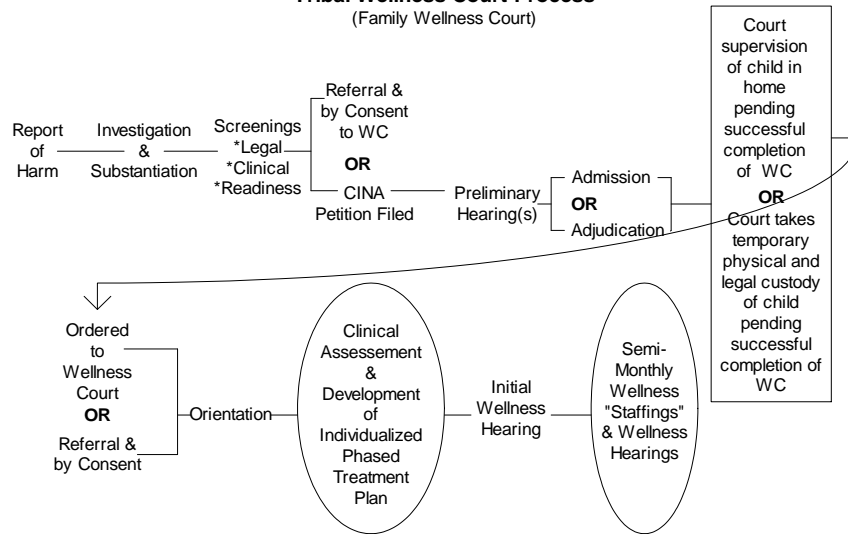 Tribal Wellness Court Process
(Family Wellness Court)
Report
of
Harm
Investigation
&
Substantiation
Screenings
*Legal
*Clinical
*Readiness
Referral &
by Consent
to WC
OR
CINA
Petition Filed
Preliminary
Hearing(s)
Admission
OR
Adjudication
Court
supervision
of child in
home
pending
successful
completion
of WC
OR
Court takes
temporary
physical and
legal custody
of child
pending
successful
completion of
WC
Ordered
to
Wellness
Court
OR
Referral &
by Consent
Orientation
Clinical
Assessement
&
Development
of
Individualized
Phased
Treatment
Plan
Initial
Wellness
Hearing
Semi-
Monthly
Wellness
"Staffings"
& Wellness
Hearings